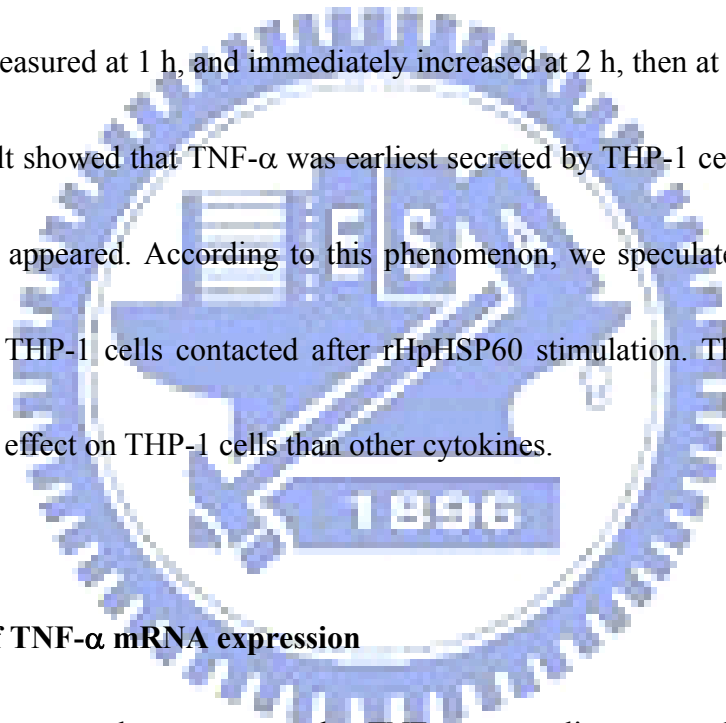 easured at 1 h, and immediately increased at 2 h, then at
lt showed that TNF-α was earliest secreted by THP-1 ce
appeared. According to this phenomenon, we speculate
THP-1 cells contacted after rHpHSP60 stimulation. Th
effect on THP-1 cells than other cytokines.
E S A
1896
f TNF-α mRNA expression